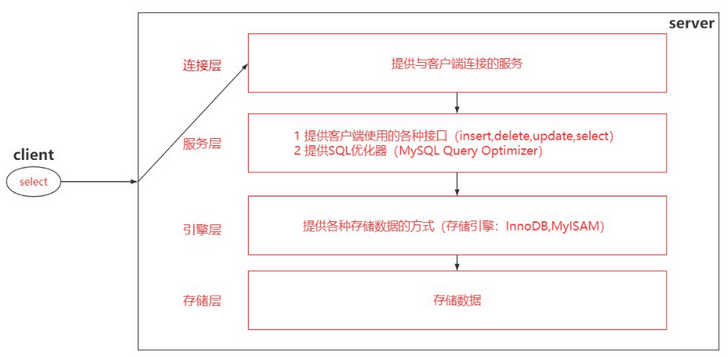 server
连接层
提供与客户端连接的服务
服务层
1 提供客户端使用的各种接口（insert,delete,update,select）
2 提供SQL优化器（MySQL Query Optimizer）
client
select
引擎层
提供各种存储数据的方式（存储引擎：InnoDB,MyISAM）
存储层
存储数据